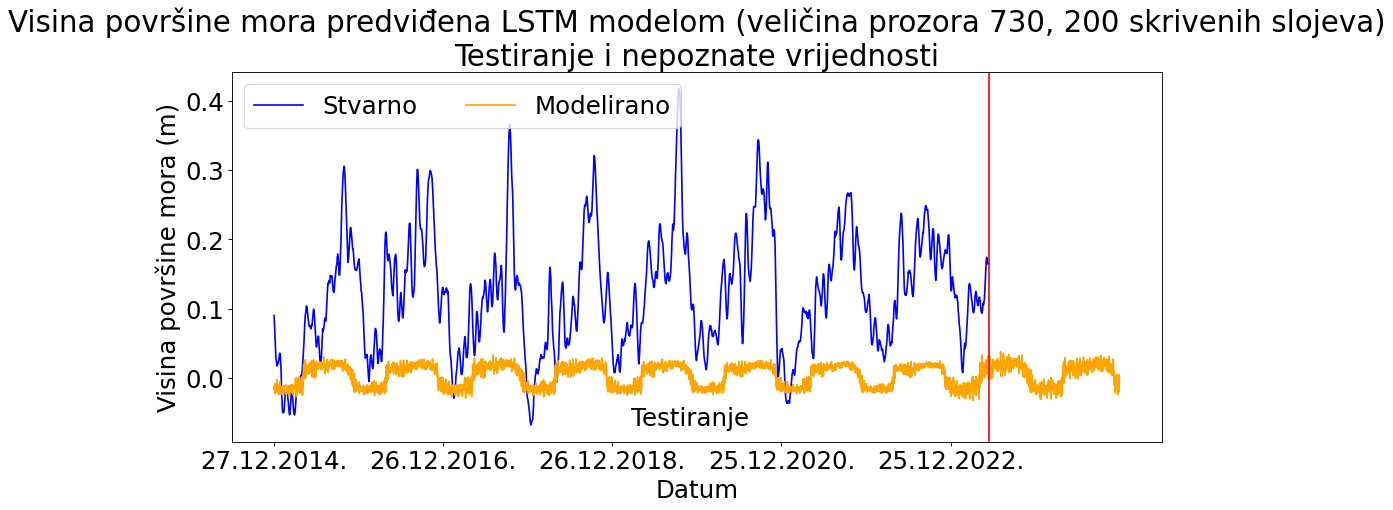 Visina površine mora predviđena LSTM modelom (veličina prozora 730, 200 skrivenih slojeva)
Testiranje i nepoznate vrijednosti
Stvarno Modelirano
Visina površine mora (m)
0.4
0.3
0.2
0.1
0.0
Testiranje
27.12.2014. 26.12.2016. 26.12.2018. 25.12.2020. 25.12.2022.
Datum